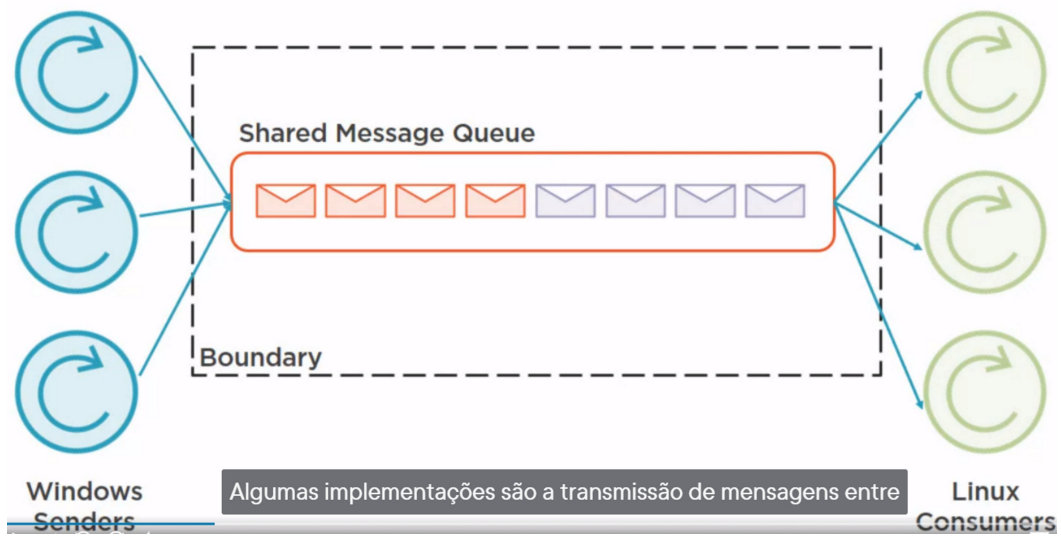 Shared Message Queue
Boundary
Windows
Senders
Algumas implementações são a transmissão de mensagens entre
Linux
Consumers